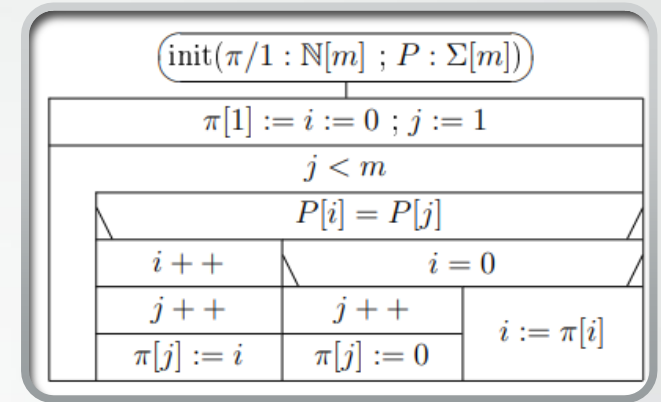 init(π/1 : ℕ[m] ; P : Σ[m])
π[1] := i := 0 ; j := 1
j < m
P[i] = P[j]
i + + i = 0
j + + j + + i := π[i]
π[j] := i π[j] := 0